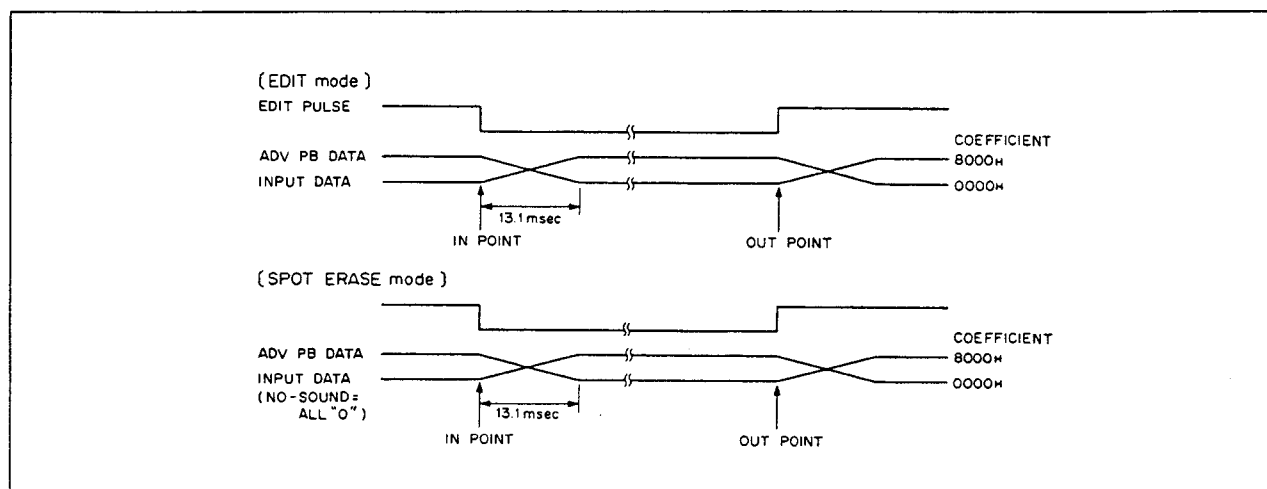 (EDIT mode)
EDIT PULSE
COEFFICIENT
ADV PB DATA
8000H
INPUT DATA
0000H
13.1 msec
IN POINT
OUT POINT
(SPOT ERASE mode)
COEFFICIENT
ADV PB DATA
8000H
INPUT DATA
0000H
(NO-SOUND=
ALL "0")
13.1 msec
IN POINT
OUT POINT